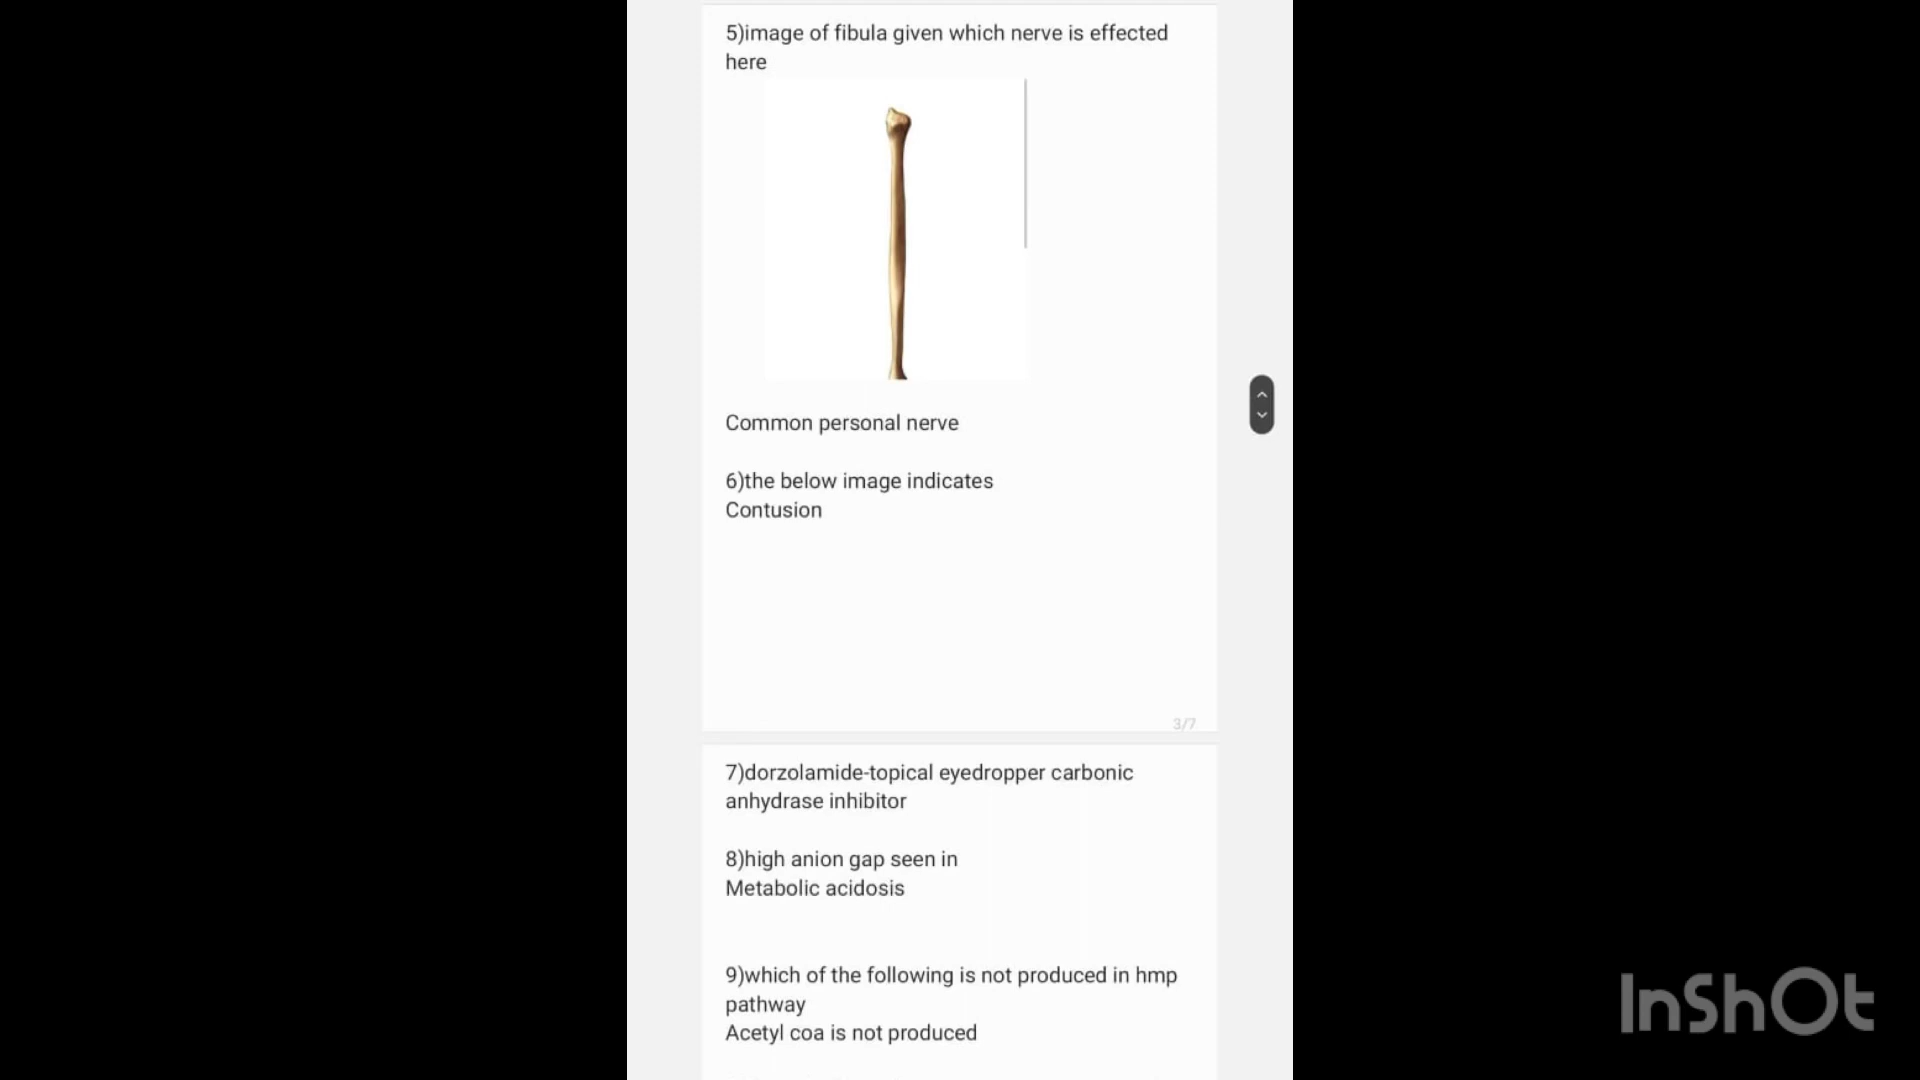 5)image of fibula given which nerve is effected
here
Common personal nerve
6)the below image indicates
Contusion
3/7
7)dorzolamide-topical eyedropper carbonic
anhydrase inhibitor
8)high anion gap seen in
Metabolic acidosis
9)which of the following is not produced in hmp
pathway
Acetyl coa is not produced
InShOt